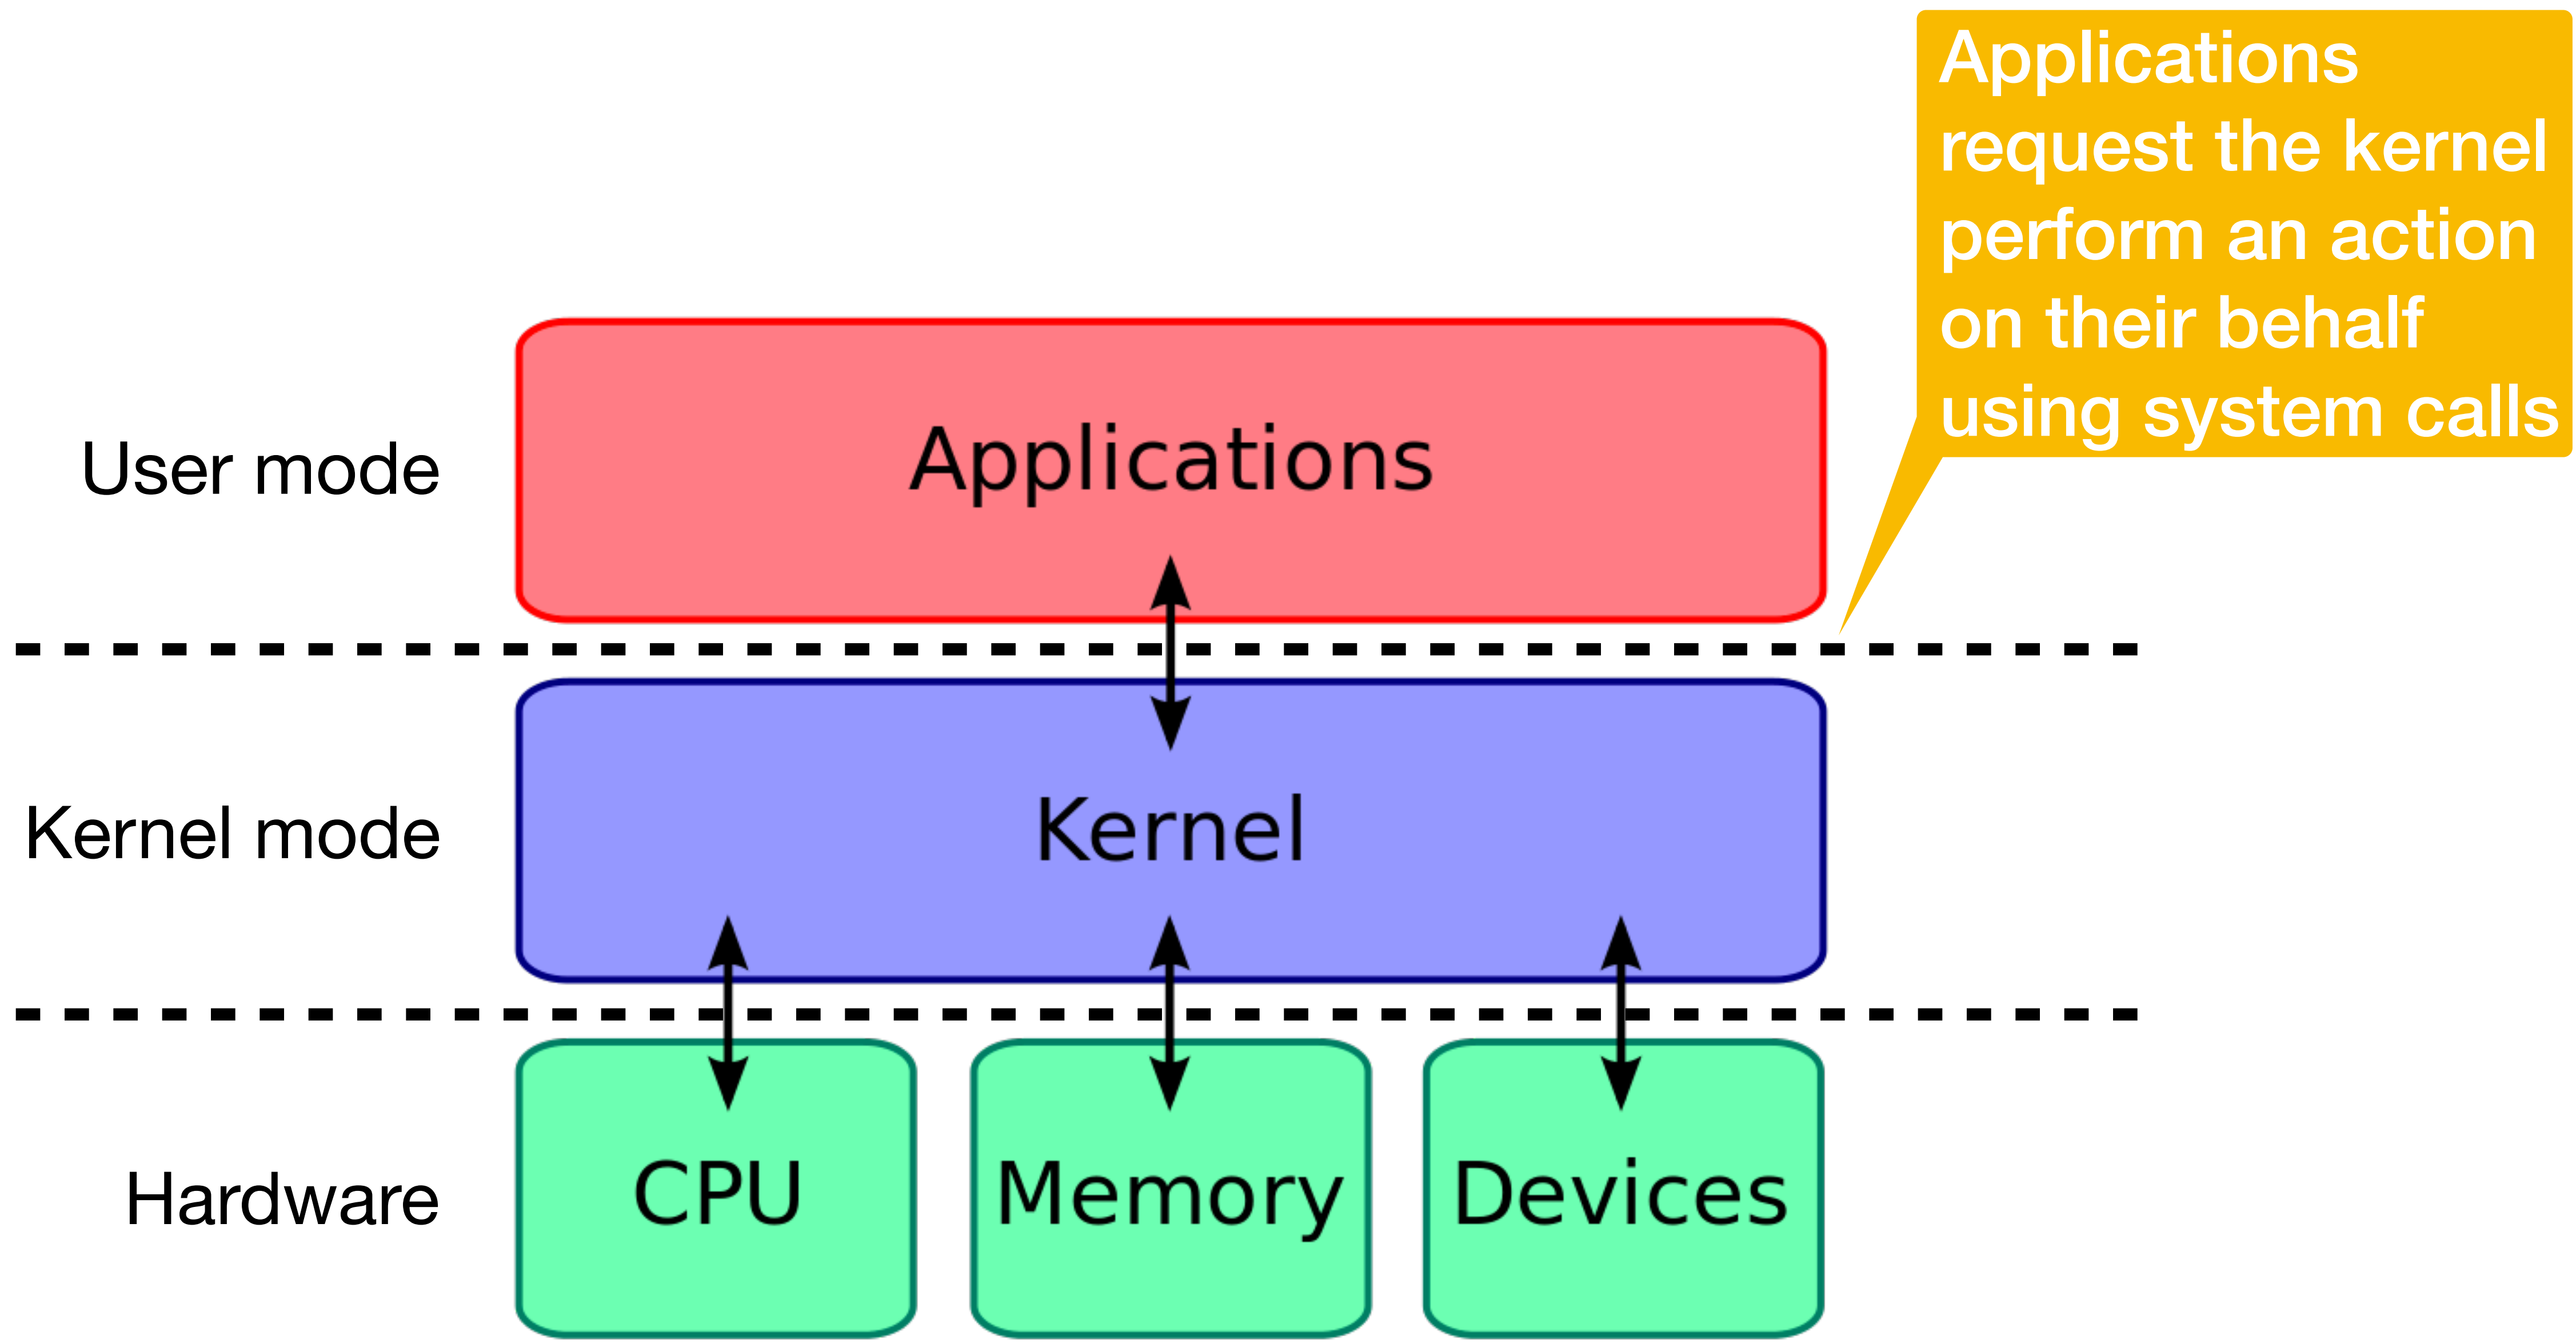 Applications
request the kernel
perform an action
on their behalf
using system calls
User mode
Applications
Kernel mode
Kernel
Hardware
CPU
Memory
Devices